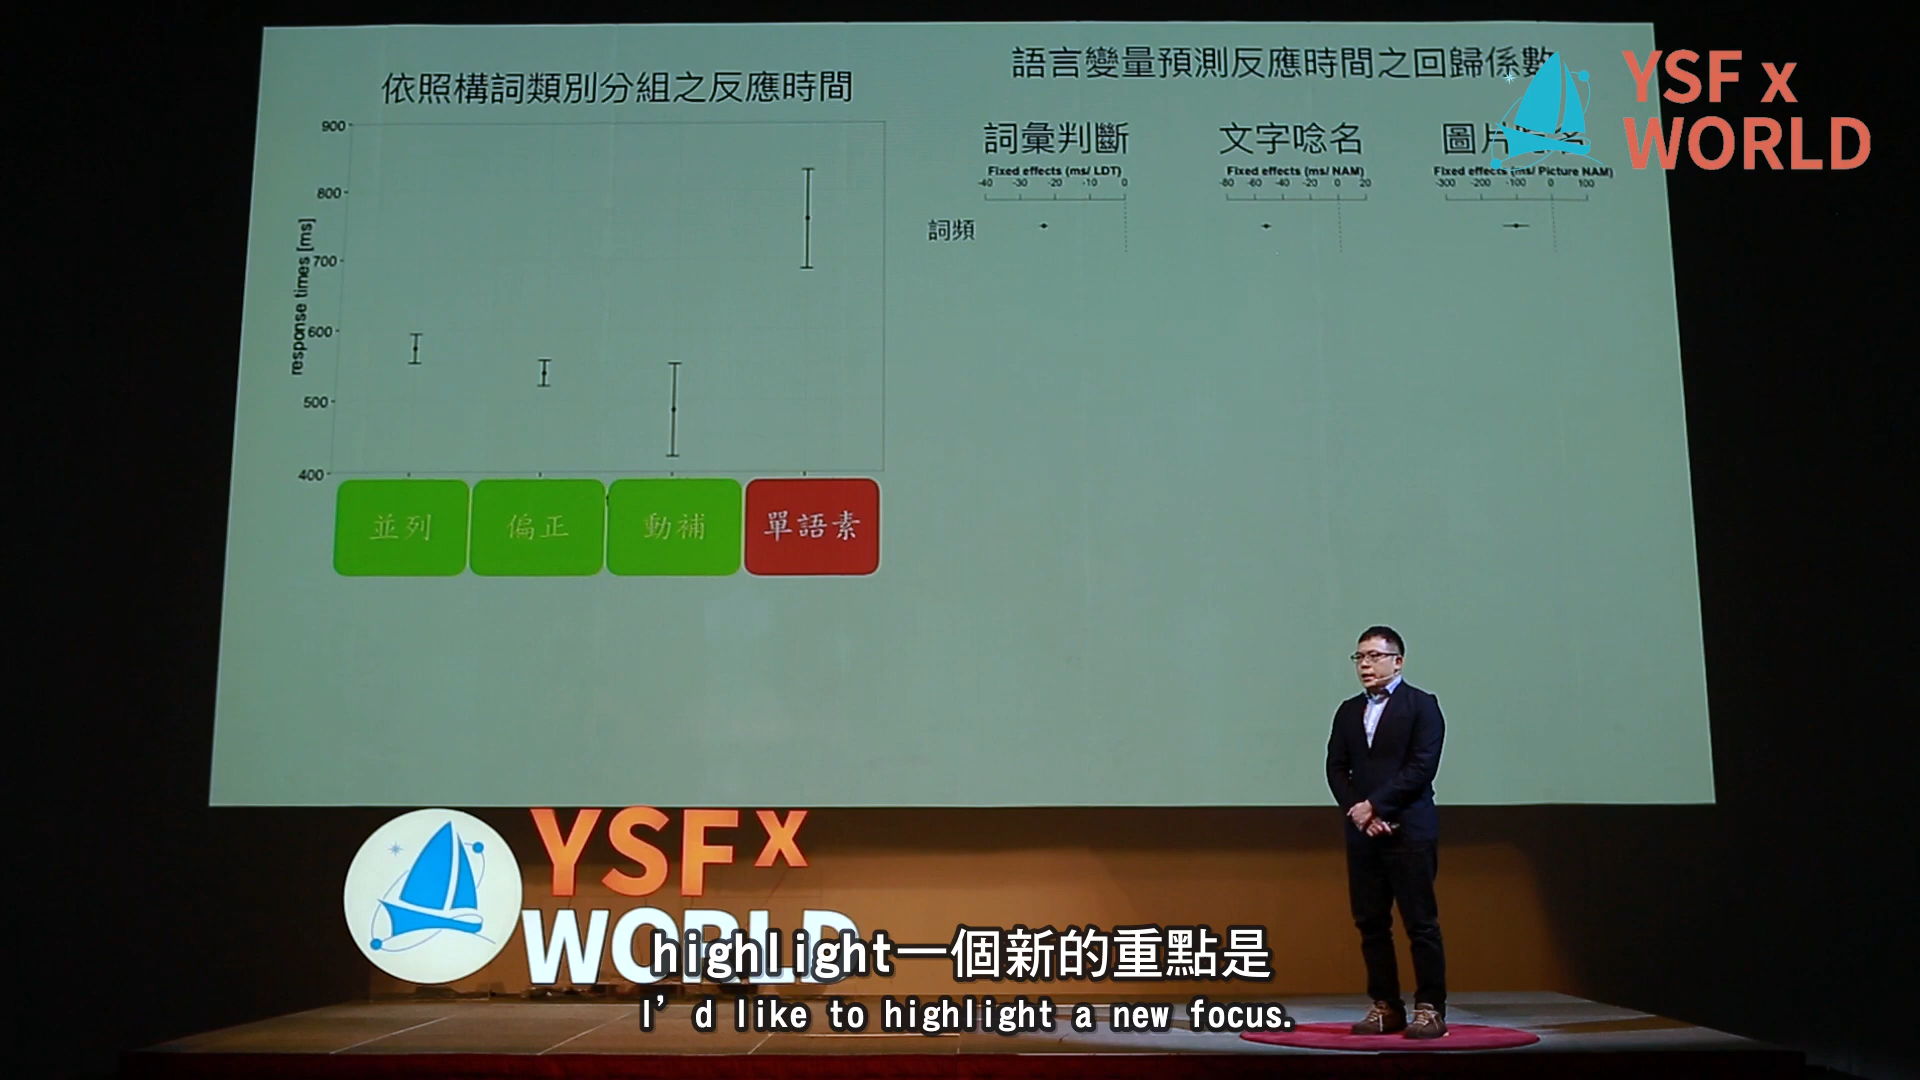 依照構詞類別分組之反應時間
900
800
700
600
500
400
response times [ms]
並列
偏正
動補
單語素
語言變量預測反應時間之回歸係數
詞彙判斷
Fixed effects (ms/ LDT)
-40 -30 -20 -10 0
文字唸名
Fixed effects (ms/ NAM)
-80 -60 -40 -20 0 20
圖片
Fixed effects (ms/ Picture NAM)
-300 -200 -100 0 100
詞頻
YSF x
WORLD
YSF x
WORLD
highlight一個新的重點是
I'd like to highlight a new focus.